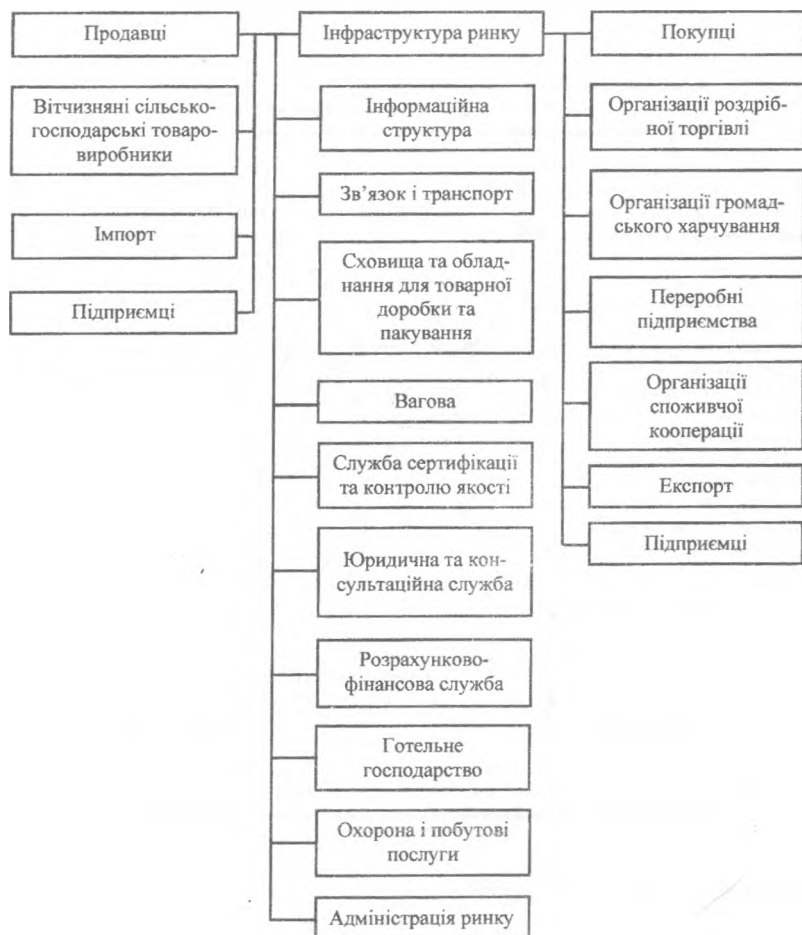 Продавці
Вітчизняні сільсько-
господарські товаро-
виробники
Імпорт
Підприємці
Інфраструктура ринку
Інформаційна
структура
Зв’язок і транспорт
Сховища та облад-
нання для товарної
доробки та
пакування
Вагова
Служба сертифікації
та контролю якості
Юридична та кон-
сультаційна служба
Розрахунково-
фінансова служба
Готельне
господарство
Охорона і побутові
послуги
Адміністрація ринку
Покупці
Організації роздріб-
ної торгівлі
Організації громад-
ського харчування
Переробні
підприємства
Організації
споживчої
кооперації
Експорт
Підприємці